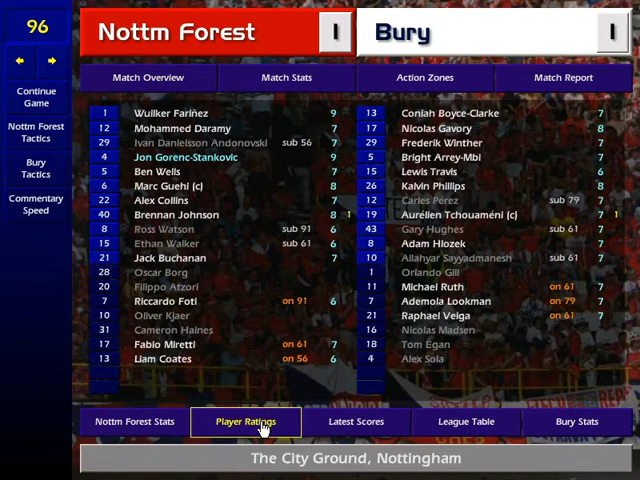 96
Nottm Forest 1 Bury 1
Match Overview Match Stats Action Zones Match Report
Continue Game
Nottm Forest Tactics
Bury Tactics
Commentary Speed
1 Wuilker Faríñez 9
12 Mohammed Daramy 7
29 Ivan Danielsson Andonovski sub 56 7
4 Jon Gorenc-Stankovic 9
5 Ben Wells 7
6 Marc Guehi (c) 8
22 Alex Collins 7
40 Brennan Johnson 8 1
8 Ross Watson sub 91 6
15 Ethan Walker sub 61 6
21 Jack Buchanan 7
28 Oscar Borg
20 Filippo Atzori
7 Riccardo Foti on 91 6
10 Oliver Kjaer
31 Cameron Haines
17 Fabio Miretti on 61 7
13 Liam Coates on 56 6
13 Coniah Boyce-Clarke 7
17 Nicolas Gavory 8
29 Frederik Winther 7
5 Bright Arrey-Mbi 7
15 Lewis Travis 6
26 Kalvin Phillips 8
12 Carles Pérez sub 79 7
19 Aurélien Tchouaméni (c) 7 1
43 Gary Hughes sub 61 7
8 Adam Hlozek 7
10 Allahyar Sayyadmanesh sub 61 7
1 Orlando Gill
11 Michael Ruth on 61 7
7 Ademola Lookman on 79 7
21 Raphael Veiga on 61 7
16 Nicolas Madsen
18 Tom Egan
4 Alex Sola
Nottm Forest Stats Player Ratings Latest Scores League Table Bury Stats
The City Ground, Nottingham